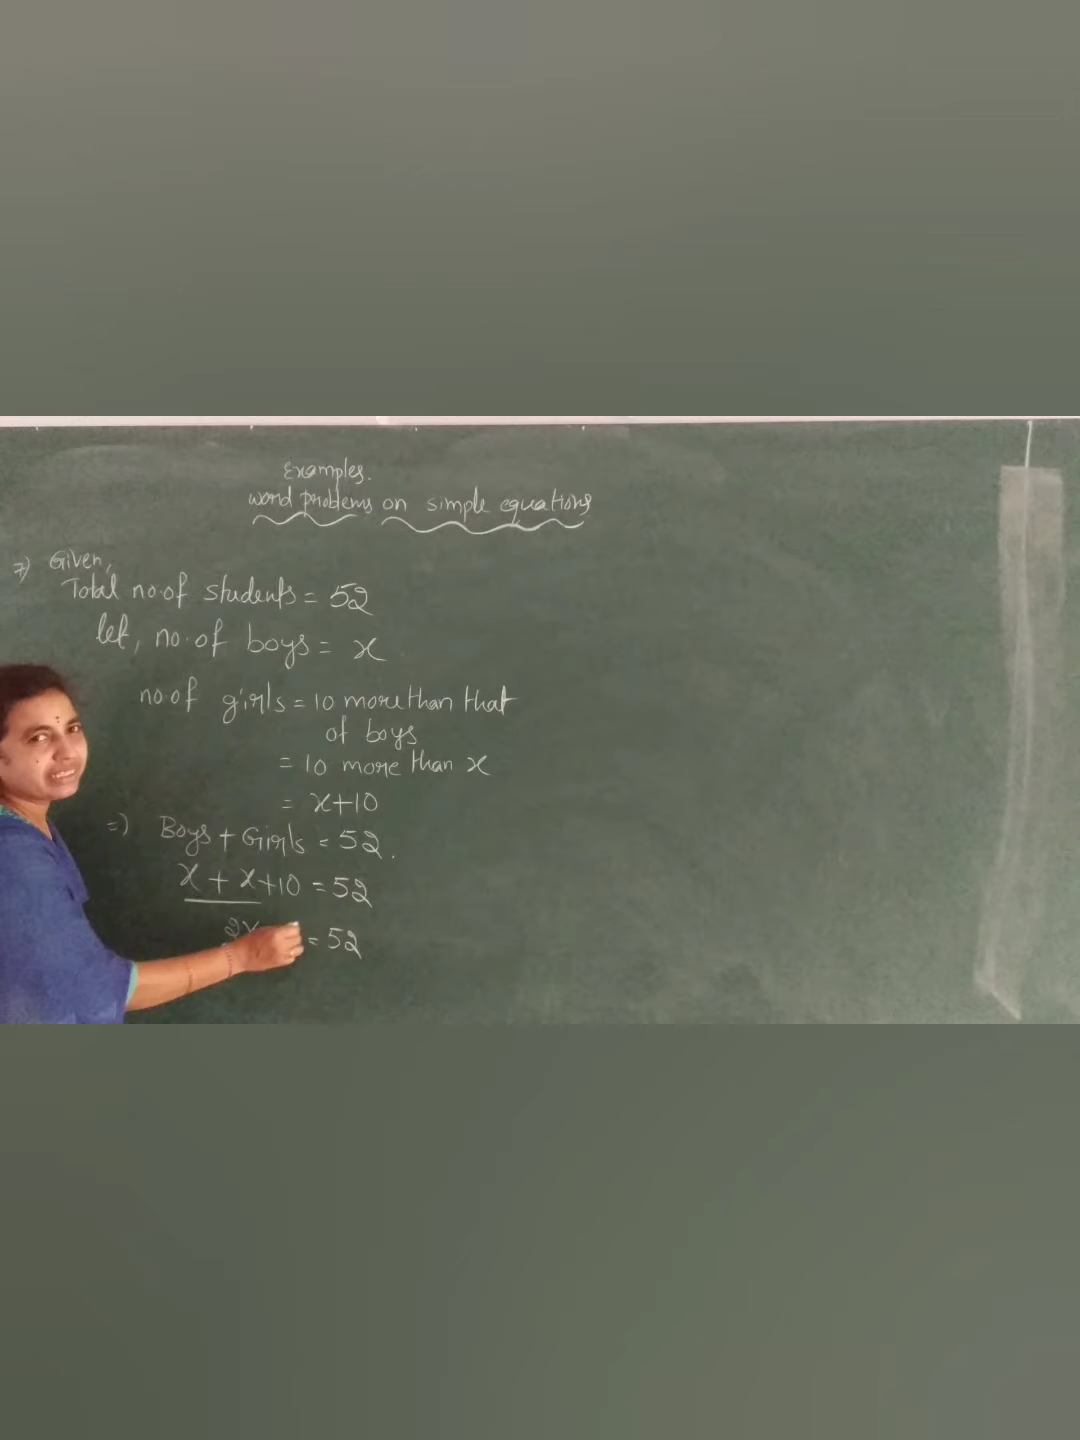 Examples.
word problems on simple equations
7) Given,
Total no.of students = 52
let, no.of boys = x
no.of girls = 10 more than that
of boys
= 10 more than x
= x+10
=) Boys + Girls = 52.
x + x+10 = 52
2x = 52